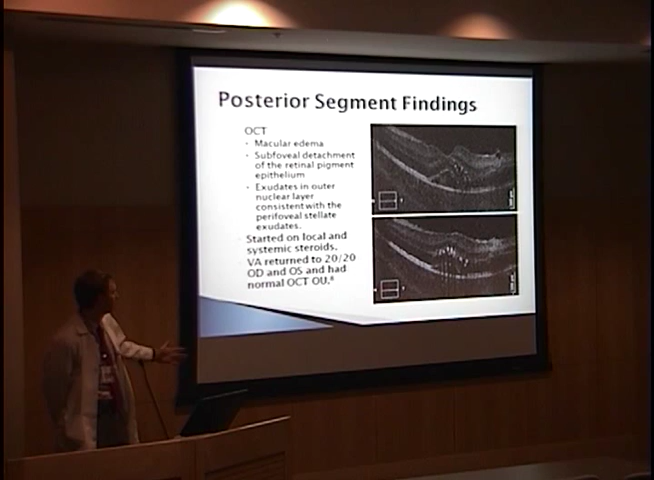 Posterior Segment Findings
OCT
- Macular edema
- Subfoveal detachment
of the retinal pigment
epithelium
- Exudates in outer
nuclear layer
consistent with the
perifoveal stellate
exudates.
Started on local and
systemic steroids.
VA returned to 20/20
OD and OS and had
normal OCT OU.